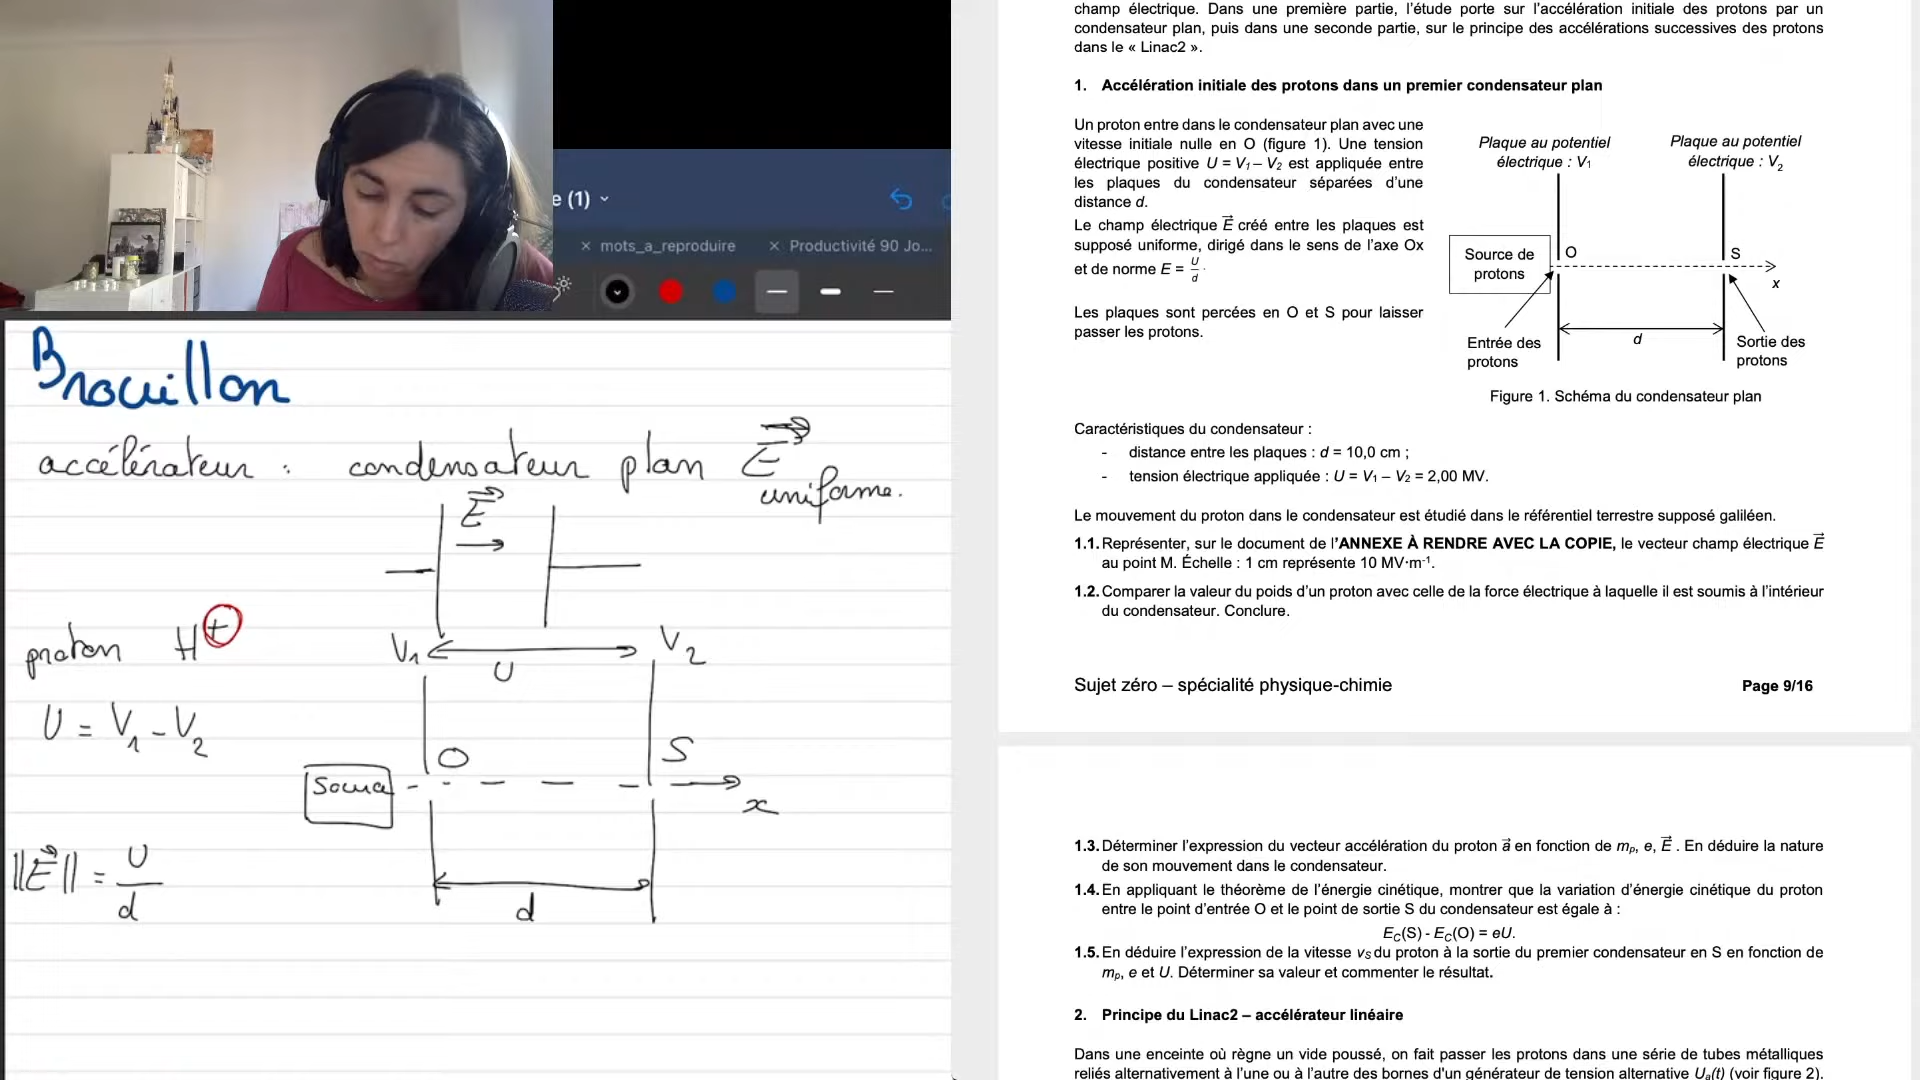 e (1)
mots_a_reproduire
Productivité 90 Jo...
Brouillon
accélérateur : condensateur plan E
uniforme.
E
proton H+
V1 U V2
U = V1 - V2
O S
Source
x
||E|| = U/d
d
champ électrique. Dans une première partie, l'étude porte sur l'accélération initiale des protons par un
condensateur plan, puis dans une seconde partie, sur le principe des accélérations successives des protons
dans le « Linac2 ».
1. Accélération initiale des protons dans un premier condensateur plan
Un proton entre dans le condensateur plan avec une
vitesse initiale nulle en O (figure 1). Une tension
électrique positive U = V1 – V2 est appliquée entre
les plaques du condensateur séparées d'une
distance d.
Le champ électrique E créé entre les plaques est
supposé uniforme, dirigé dans le sens de l'axe Ox
et de norme E = U/d.
Les plaques sont percées en O et S pour laisser
passer les protons.
Plaque au potentiel
électrique : V1
Plaque au potentiel
électrique : V2
Source de
protons
O
S
x
d
Entrée des
protons
Sortie des
protons
Figure 1. Schéma du condensateur plan
Caractéristiques du condensateur :
- distance entre les plaques : d = 10,0 cm ;
- tension électrique appliquée : U = V1 – V2 = 2,00 MV.
Le mouvement du proton dans le condensateur est étudié dans le référentiel terrestre supposé galiléen.
1.1. Représenter, sur le document de l'ANNEXE À RENDRE AVEC LA COPIE, le vecteur champ électrique E
au point M. Échelle : 1 cm représente 10 MV·m-1.
1.2. Comparer la valeur du poids d'un proton avec celle de la force électrique à laquelle il est soumis à l'intérieur
du condensateur. Conclure.
Sujet zéro – spécialité physique-chimie
Page 9/16
1.3. Déterminer l'expression du vecteur accélération du proton a en fonction de mp, e, E . En déduire la nature
de son mouvement dans le condensateur.
1.4. En appliquant le théorème de l'énergie cinétique, montrer que la variation d'énergie cinétique du proton
entre le point d'entrée O et le point de sortie S du condensateur est égale à :
EC(S) - EC(O) = eU.
1.5. En déduire l'expression de la vitesse vS du proton à la sortie du premier condensateur en S en fonction de
mp, e et U. Déterminer sa valeur et commenter le résultat.
2. Principe du Linac2 – accélérateur linéaire
Dans une enceinte où règne un vide poussé, on fait passer les protons dans une série de tubes métalliques
reliés alternativement à l'une ou à l'autre des bornes d'un générateur de tension alternative Ua(t) (voir figure 2).